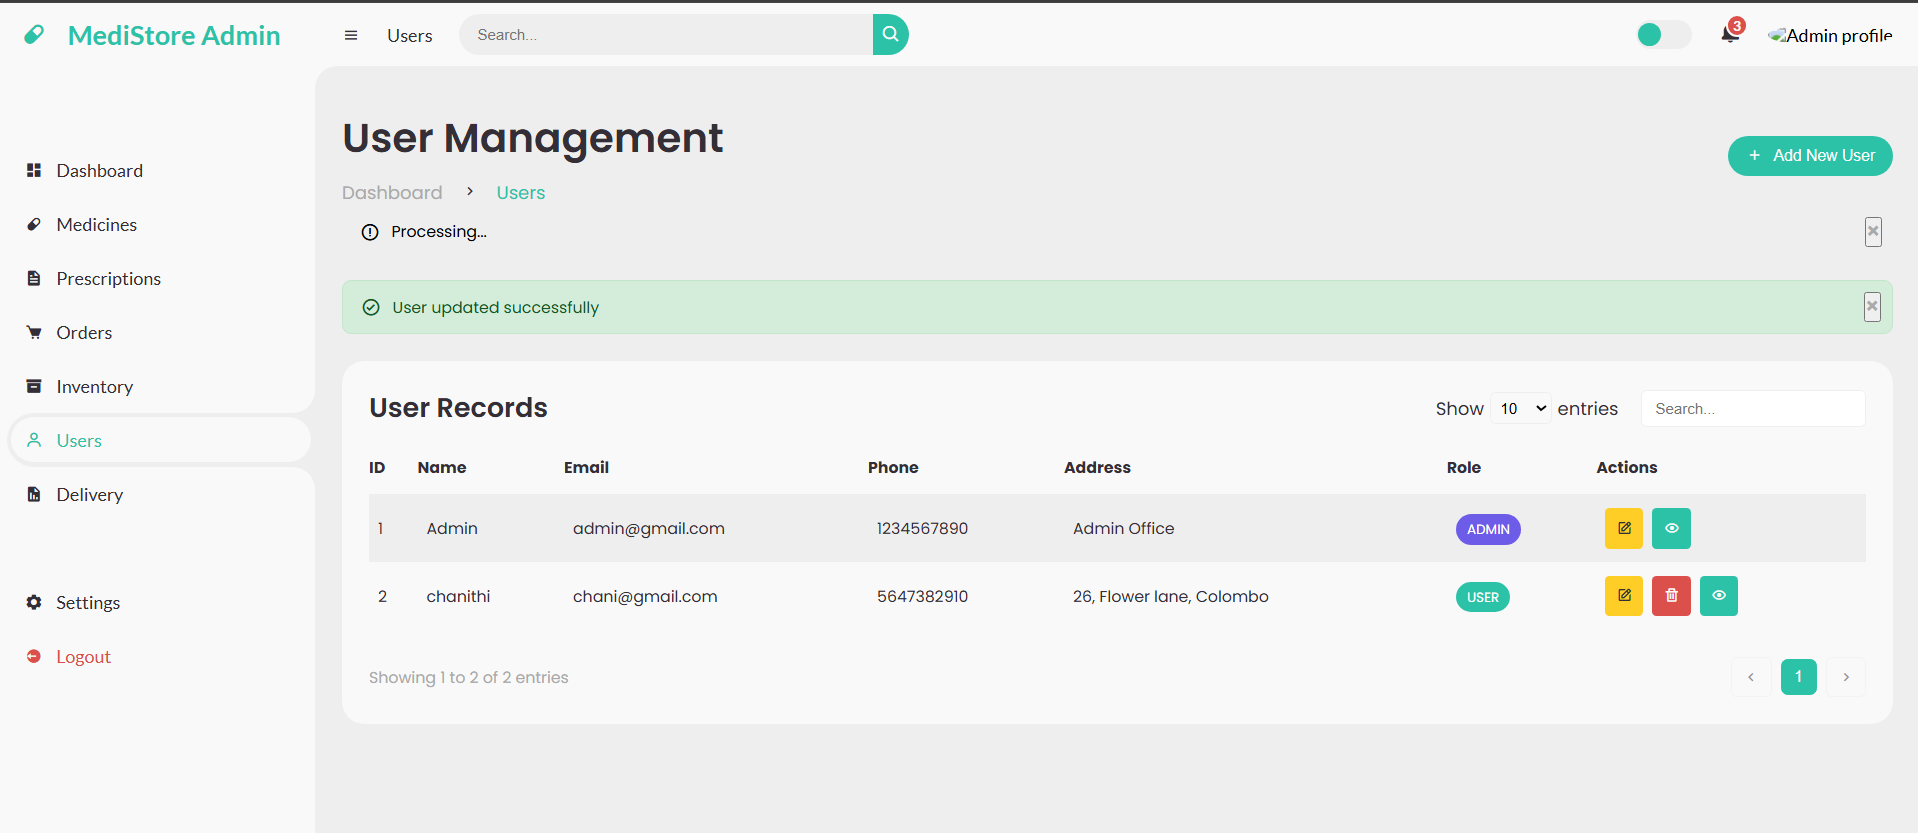 MediStore Admin
Users
Search...
3
Admin profile
Dashboard
Medicines
Prescriptions
Orders
Inventory
Users
Delivery
Settings
Logout
User Management
Add New User
Dashboard > Users
Processing...
User updated successfully
User Records
Show 10 entries
Search...
ID Name Email Phone Address Role Actions
1 Admin admin@gmail.com 1234567890 Admin Office ADMIN
2 chanithi chani@gmail.com 5647382910 26, Flower lane, Colombo USER
Showing 1 to 2 of 2 entries
‹ 1 ›